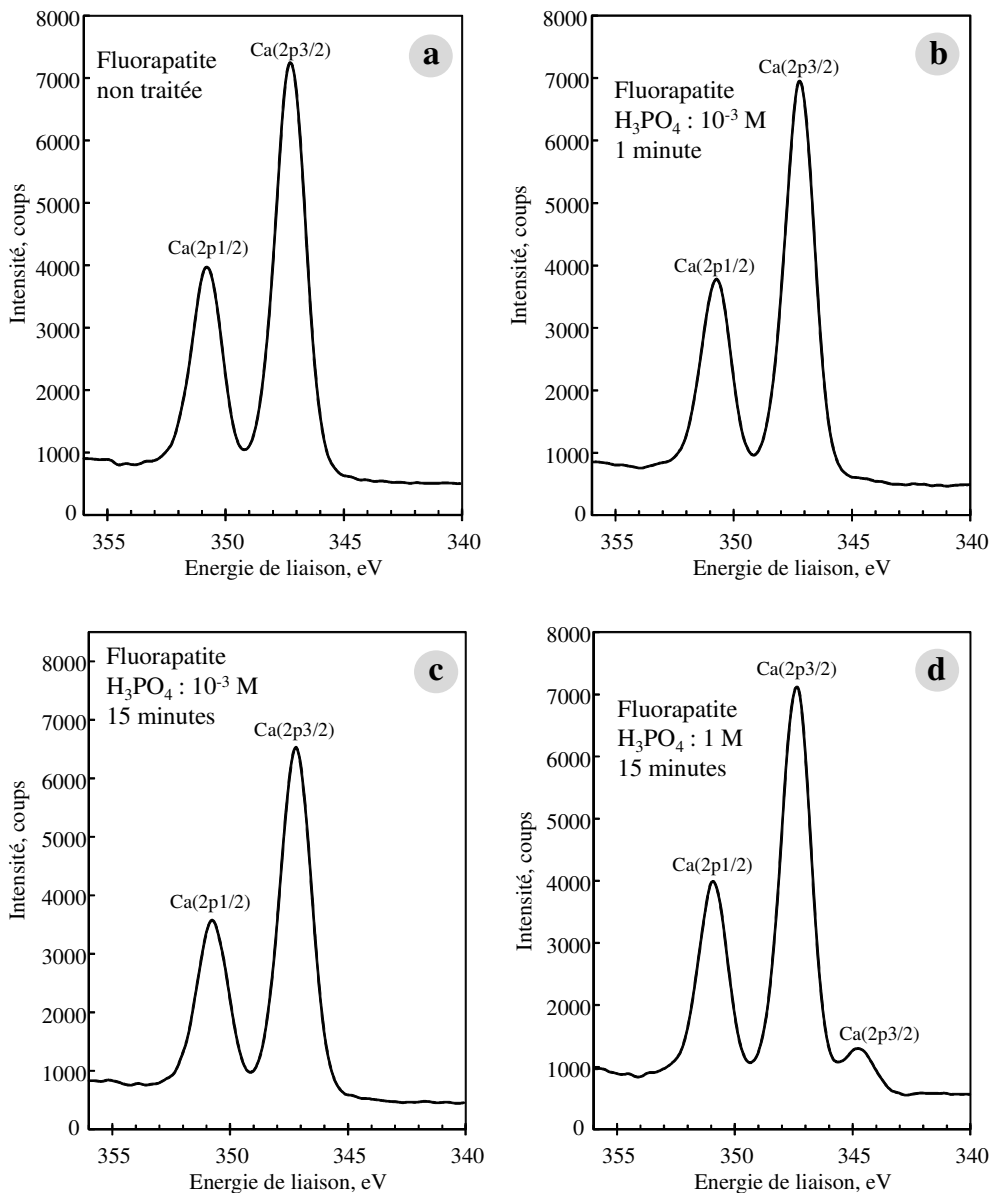 a
Fluorapatite
non traitée
Ca(2p3/2)
Ca(2p1/2)
8000
7000
6000
5000
4000
3000
2000
1000
0
Intensité, coups
355
350
345
340
Energie de liaison, eV
b
Fluorapatite
H₃PO₄ : 10⁻³ M
1 minute
Ca(2p3/2)
Ca(2p1/2)
8000
7000
6000
5000
4000
3000
2000
1000
0
Intensité, coups
355
350
345
340
Energie de liaison, eV
c
Fluorapatite
H₃PO₄ : 10⁻³ M
15 minutes
Ca(2p3/2)
Ca(2p1/2)
8000
7000
6000
5000
4000
3000
2000
1000
0
Intensité, coups
355
350
345
340
Energie de liaison, eV
d
Fluorapatite
H₃PO₄ : 1 M
15 minutes
Ca(2p3/2)
Ca(2p1/2)
Ca(2p3/2)
8000
7000
6000
5000
4000
3000
2000
1000
0
Intensité, coups
355
350
345
340
Energie de liaison, eV